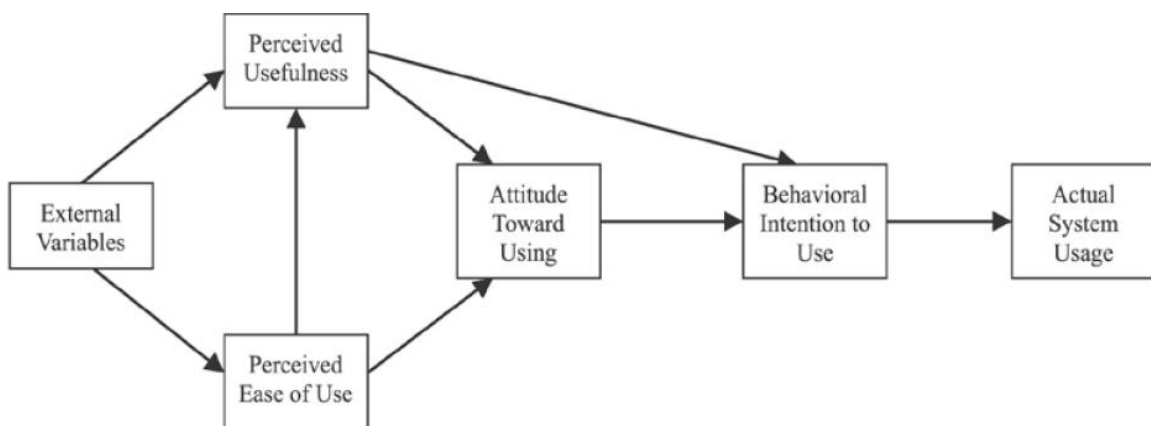 Perceived
Usefulness
External
Variables
Attitude
Toward
Using
Behavioral
Intention to
Use
Actual
System
Usage
Perceived
Ease of Use